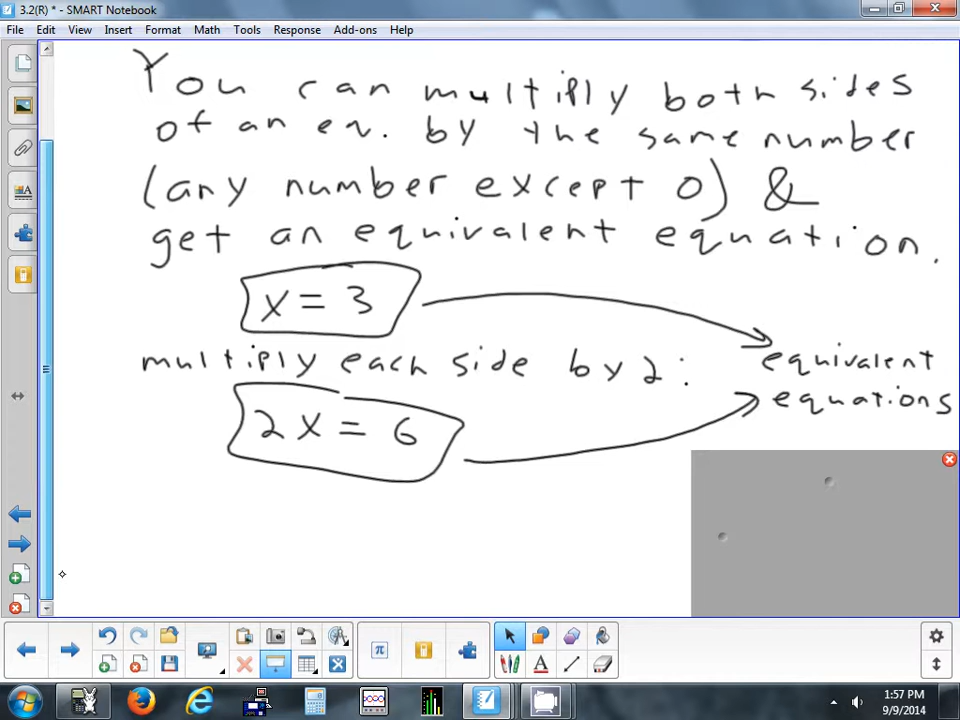 3.2(R) * - SMART Notebook
File Edit View Insert Format Math Tools Response Add-ons Help
You can multiply both sides
of an eq. by the same number
(any number except 0) &
get an equivalent equation.
x = 3
multiply each side by 2:
equivalent
equations
2x = 6
1:57 PM
9/9/2014